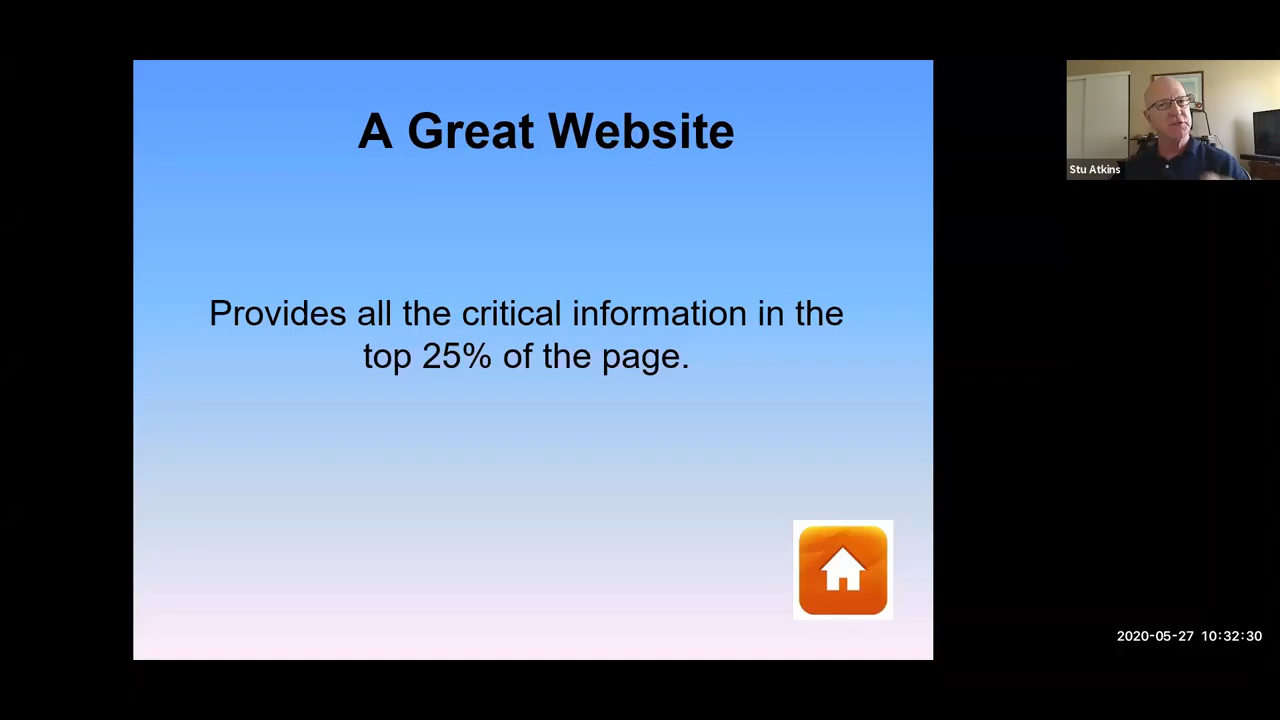 A Great Website
Provides all the critical information in the
top 25% of the page.
Stu Atkins
2020-05-27 10:32:30